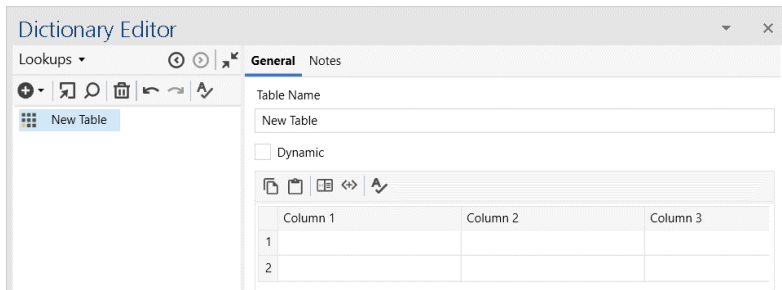 Dictionary Editor
Lookups
General Notes
Table Name
New Table
New Table
Dynamic
Column 1 Column 2 Column 3
1
2